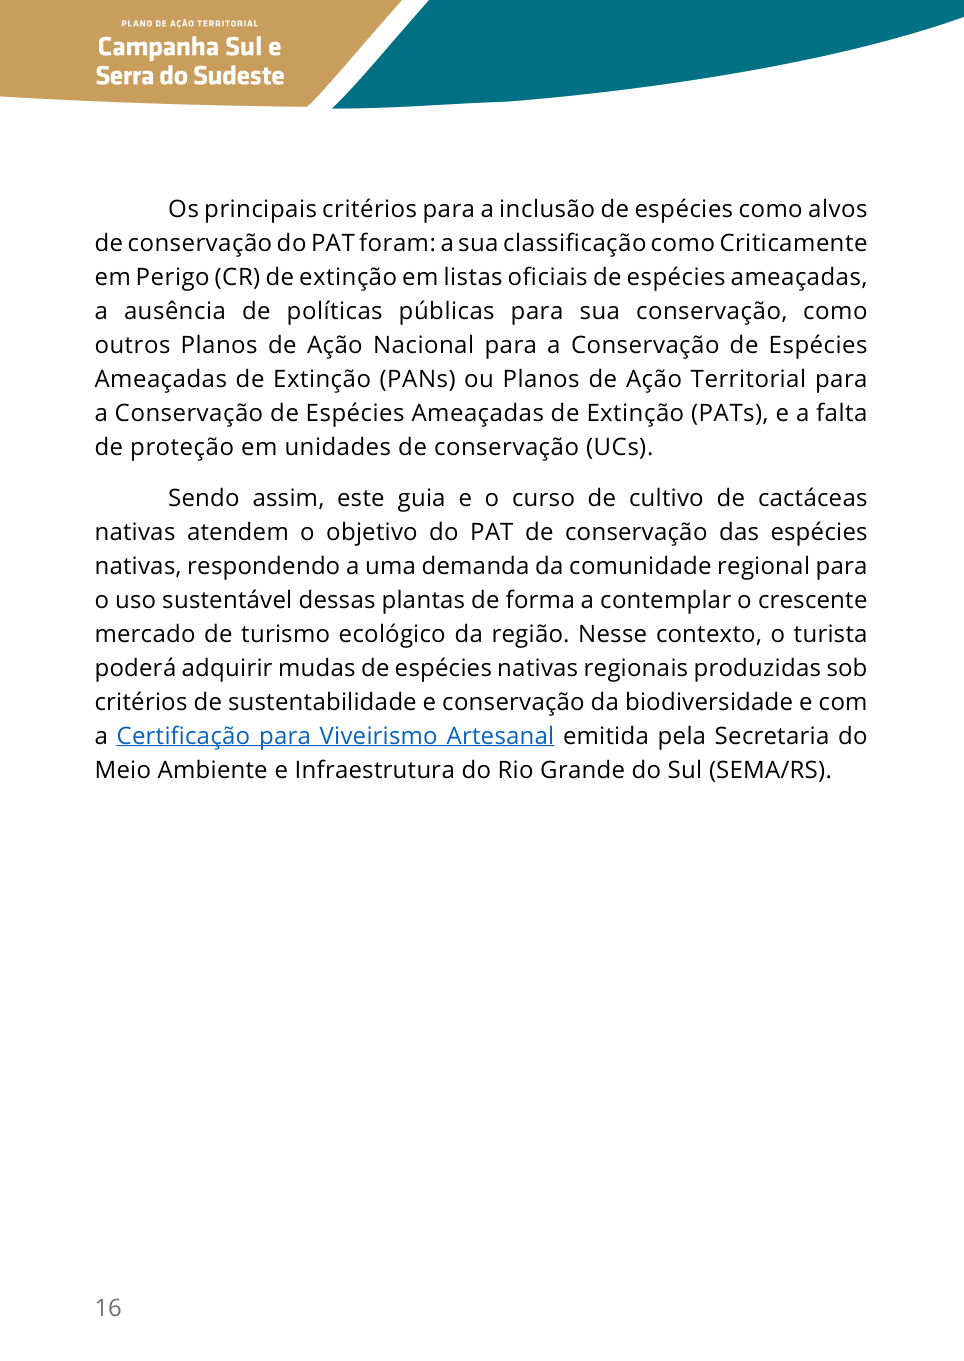 PLANO DE AÇÃO TERRITORIAL
Campanha Sul e
Serra do Sudeste
Os principais critérios para a inclusão de espécies como alvos
de conservação do PAT foram: a sua classificação como Criticamente
em Perigo (CR) de extinção em listas oficiais de espécies ameaçadas,
a ausência de políticas públicas para sua conservação, como
outros Planos de Ação Nacional para a Conservação de Espécies
Ameaçadas de Extinção (PANs) ou Planos de Ação Territorial para
a Conservação de Espécies Ameaçadas de Extinção (PATs), e a falta
de proteção em unidades de conservação (UCs).
Sendo assim, este guia e o curso de cultivo de cactáceas
nativas atendem o objetivo do PAT de conservação das espécies
nativas, respondendo a uma demanda da comunidade regional para
o uso sustentável dessas plantas de forma a contemplar o crescente
mercado de turismo ecológico da região. Nesse contexto, o turista
poderá adquirir mudas de espécies nativas regionais produzidas sob
critérios de sustentabilidade e conservação da biodiversidade e com
a Certificação para Viveirismo Artesanal emitida pela Secretaria do
Meio Ambiente e Infraestrutura do Rio Grande do Sul (SEMA/RS).
16